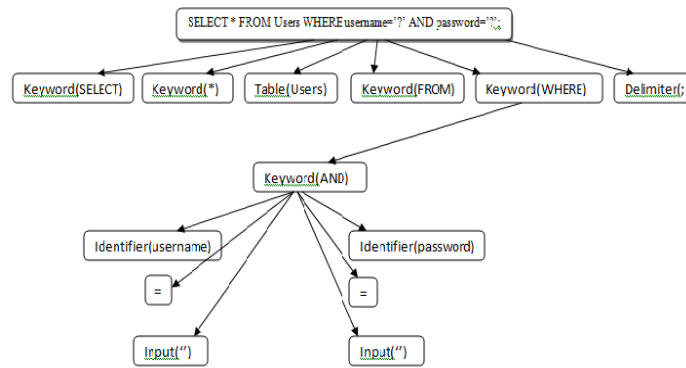 SELECT * FROM Users WHERE username='?' AND password='?';
Keyword(SELECT)
Keyword(*)
Table(Users)
Keyword(FROM)
Keyword(WHERE)
Delimiter(;
Keyword(AND)
Identifier(username)
Identifier(password)
=
=
Input('')
Input('')